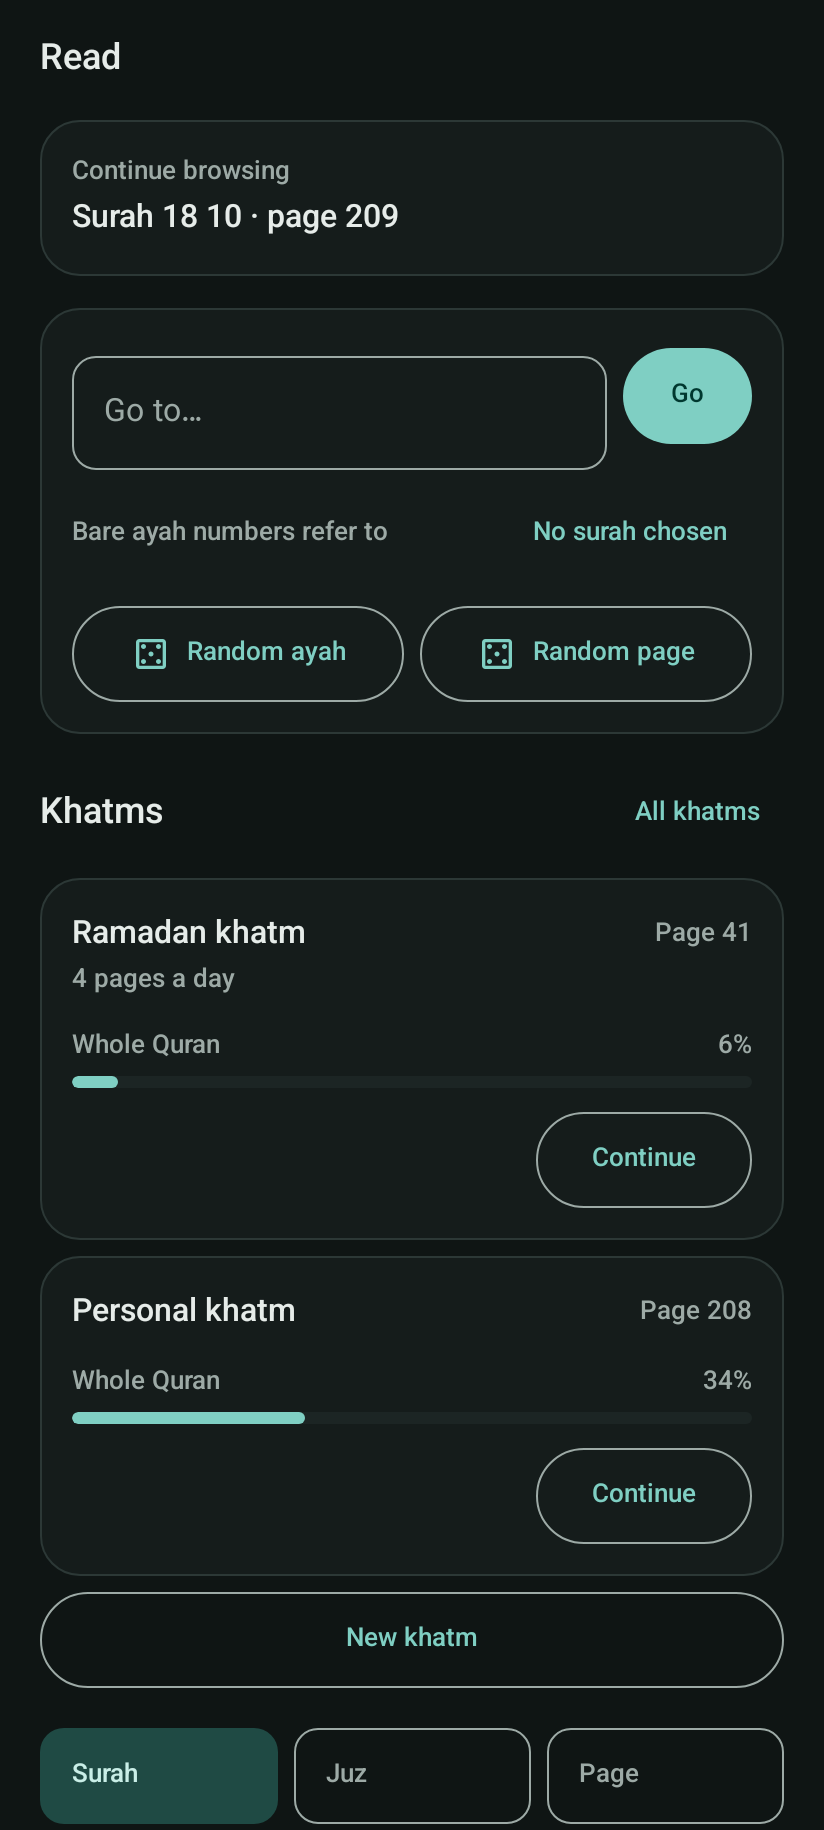 Read
Continue browsing
Surah 18 10 · page 209
Go to…
Go
Bare ayah numbers refer to
No surah chosen
Random ayah
Random page
Khatms
All khatms
Ramadan khatm
Page 41
4 pages a day
Whole Quran
6%
Continue
Personal khatm
Page 208
Whole Quran
34%
Continue
New khatm
Surah
Juz
Page